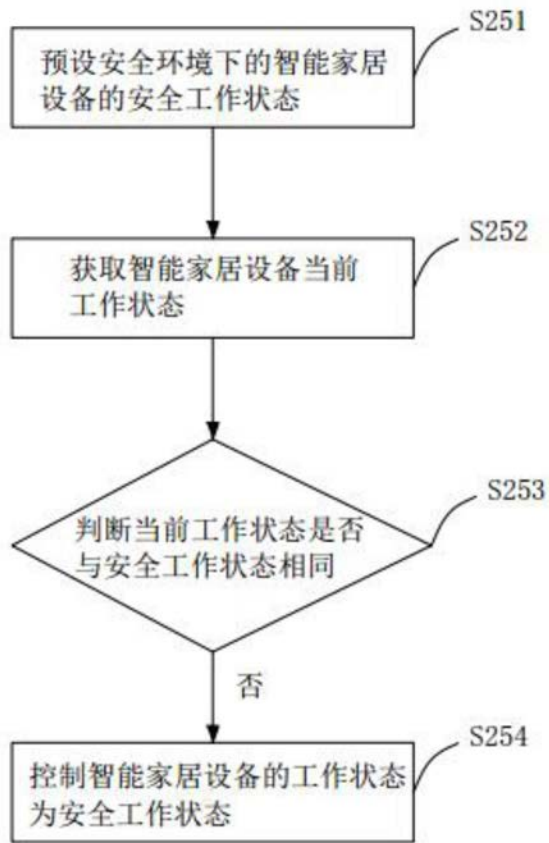 S251
预设安全环境下的智能家居
设备的安全工作状态
S252
获取智能家居设备当前
工作状态
S253
判断当前工作状态是否
与安全工作状态相同
否
S254
控制智能家居设备的工作状态
为安全工作状态